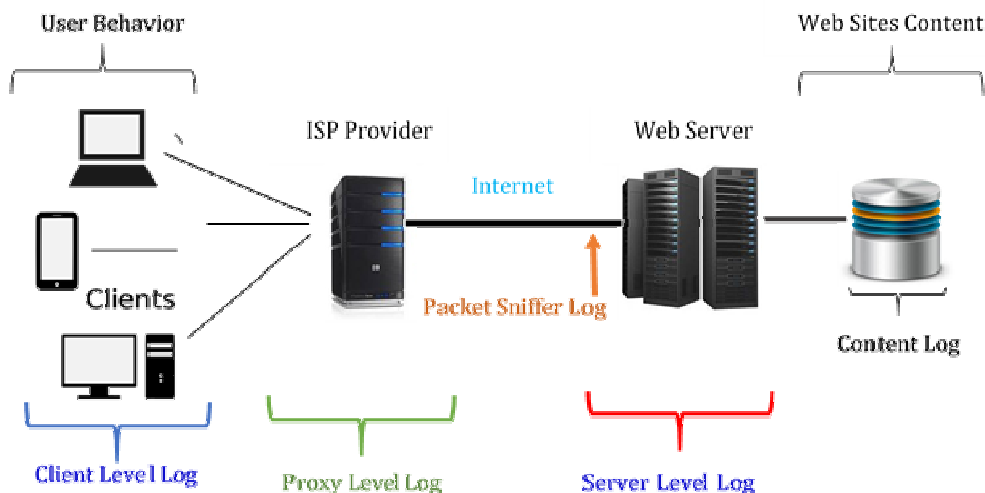 User Behavior
Web Sites Content
ISP Provider
Web Server
Internet
Clients
Packet Sniffer Log
Content Log
Client Level Log
Proxy Level Log
Server Level Log